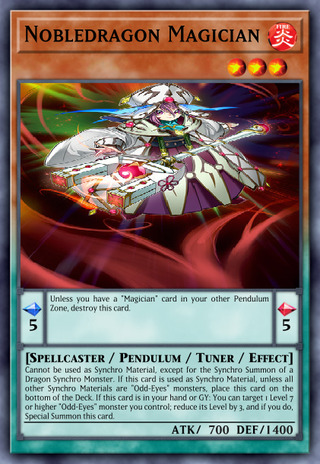 NOBLEDRAGON MAGICIAN
FIRE
炎
Unless you have a "Magician" card in your other Pendulum
Zone, destroy this card.
5
5
[SPELLCASTER / PENDULUM / TUNER / EFFECT]
Cannot be used as Synchro Material, except for the Synchro Summon of a
Dragon Synchro Monster. If this card is used as Synchro Material, unless all
other Synchro Materials are "Odd-Eyes" monsters, place this card on the
bottom of the Deck. If this card is in your hand or GY: You can target 1 Level 7
or higher "Odd-Eyes" monster you control; reduce its Level by 3, and if you do,
Special Summon this card.
ATK/ 700 DEF/1400